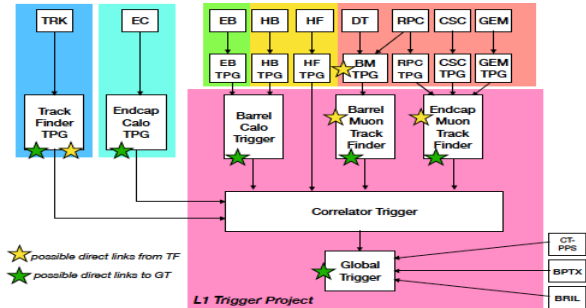 TRK
EC
EB
HB
HF
DT
RPC
CSC
GEM
EB
TPG
HB
TPG
HF
TPG
BM
TPG
RPC
TPG
CSC
TPG
GEM
TPG
Track
Finder
TPG
Endcap
Calo
TPG
Barrel
Calo
Trigger
Barrel
Muon
Track
Finder
Endcap
Muon
Track
Finder
Correlator Trigger
Global
Trigger
CT-
PPS
BPTX
BRIL
possible direct links from TF
possible direct links to GT
L1 Trigger Project